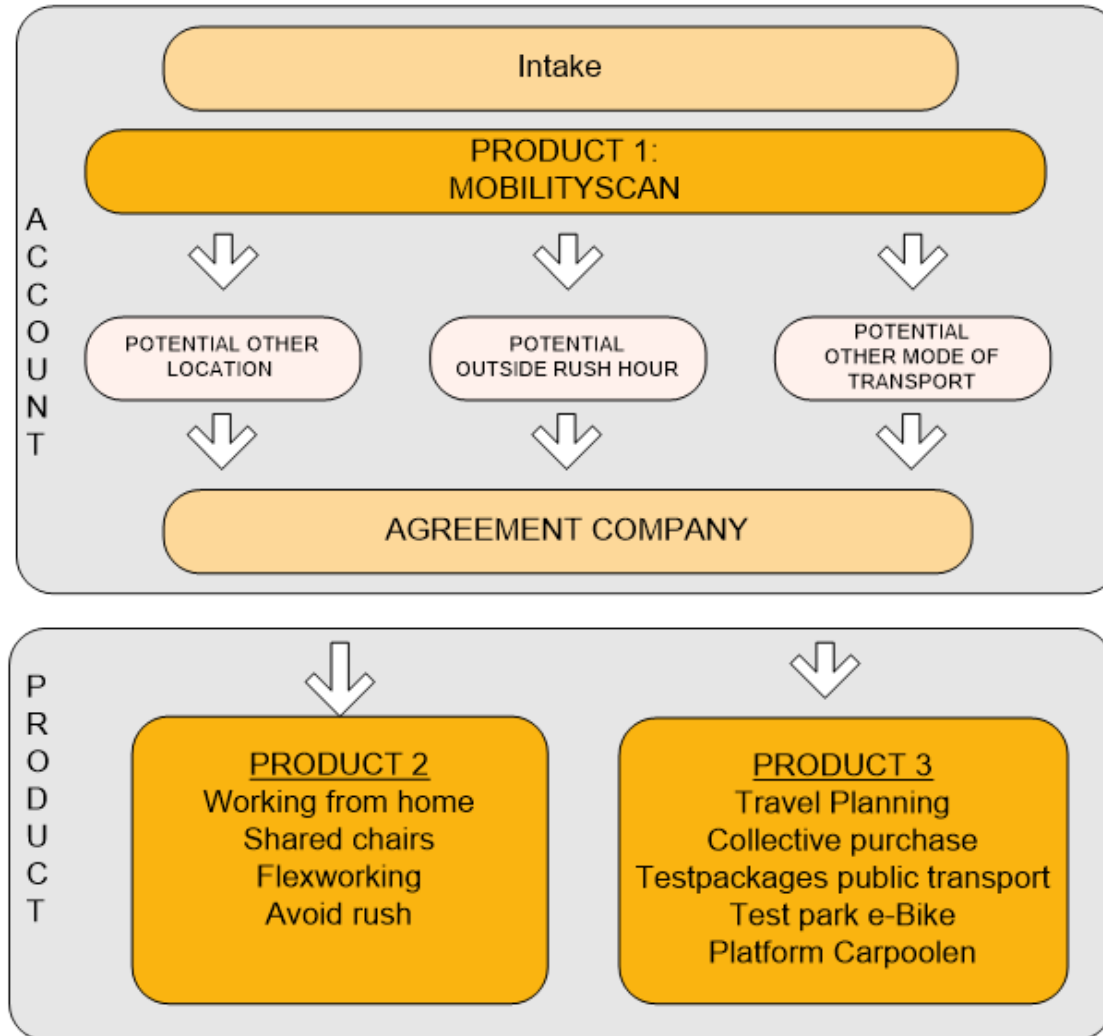 ACCOUNT
Intake
PRODUCT 1:
MOBILITYSCAN
POTENTIAL OTHER
LOCATION
POTENTIAL
OUTSIDE RUSH HOUR
POTENTIAL
OTHER MODE OF
TRANSPORT
AGREEMENT COMPANY
PRODUCT
PRODUCT 2
Working from home
Shared chairs
Flexworking
Avoid rush
PRODUCT 3
Travel Planning
Collective purchase
Testpackages public transport
Test park e-Bike
Platform Carpoolen